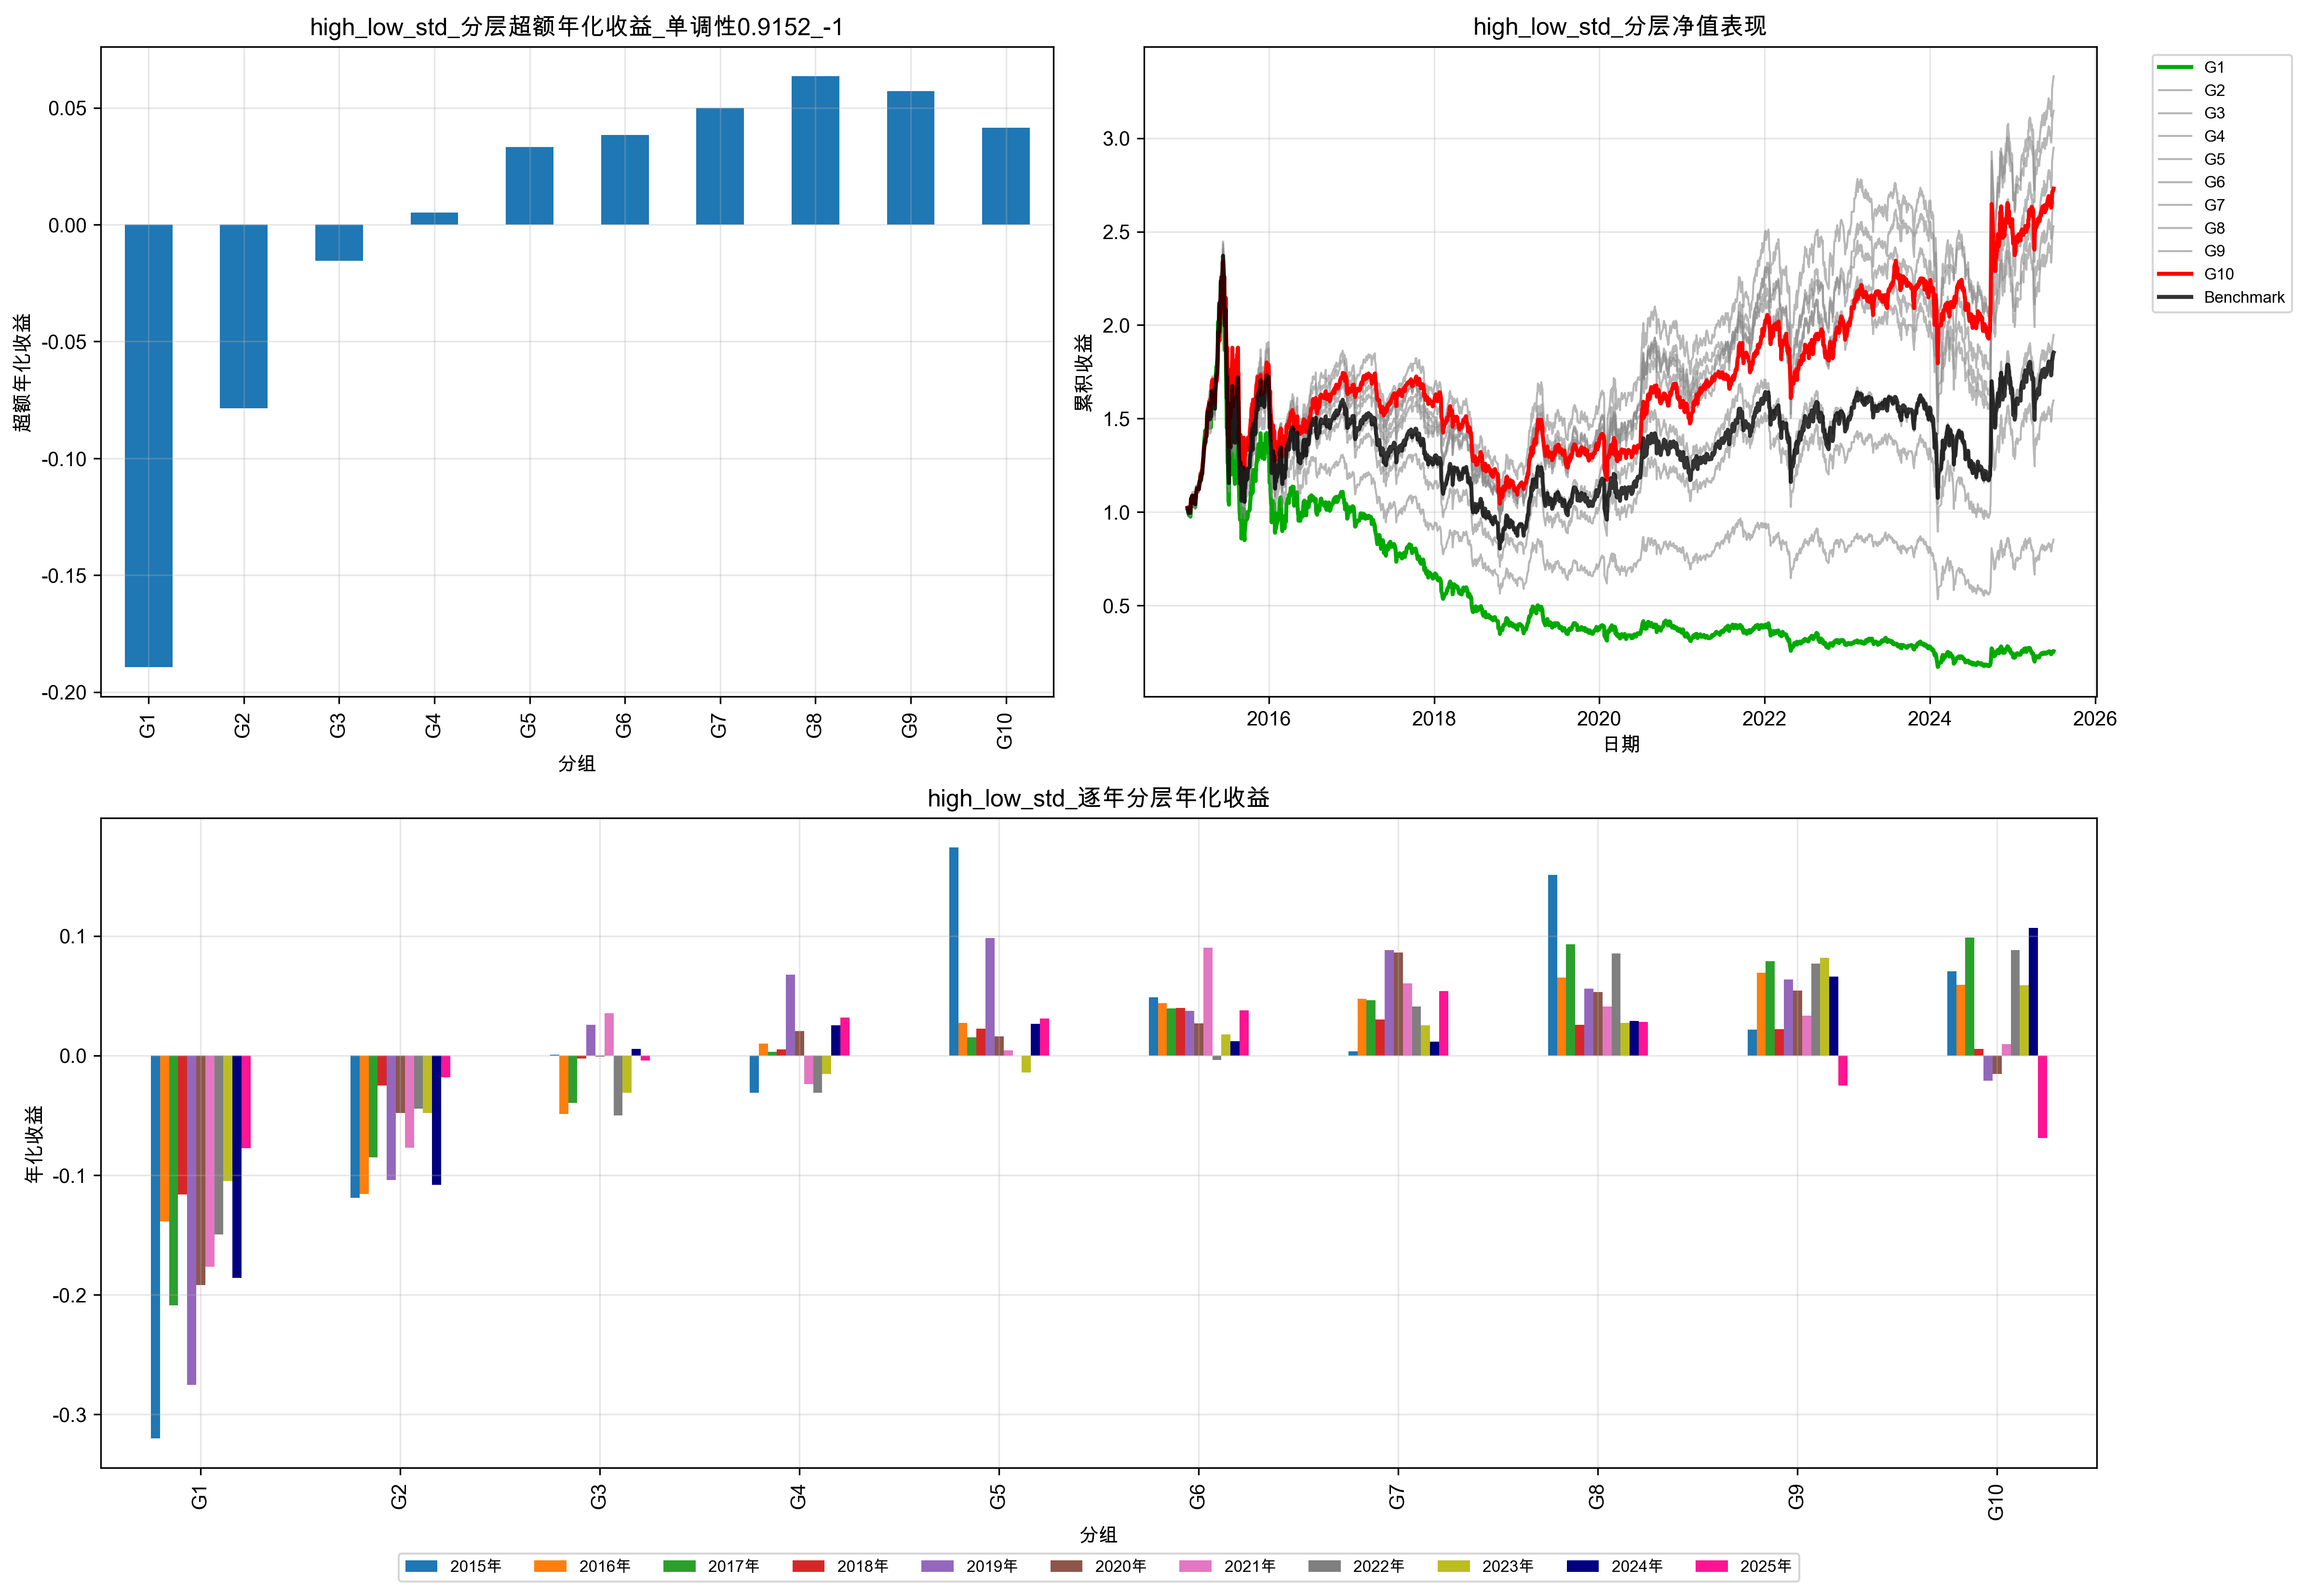 high_low_std_分层超额年化收益_单调性0.9152_-1
超额年化收益
0.05
0.00
-0.05
-0.10
-0.15
-0.20
G1
G2
G3
G4
G5
G6
G7
G8
G9
G10
分组
high_low_std_分层净值表现
累积收益
3.0
2.5
2.0
1.5
1.0
0.5
2016
2018
2020
2022
2024
2026
日期
G1
G2
G3
G4
G5
G6
G7
G8
G9
G10
Benchmark
high_low_std_逐年分层年化收益
年化收益
0.1
0.0
-0.1
-0.2
-0.3
G1
G2
G3
G4
G5
G6
G7
G8
G9
G10
分组
2015年
2016年
2017年
2018年
2019年
2020年
2021年
2022年
2023年
2024年
2025年